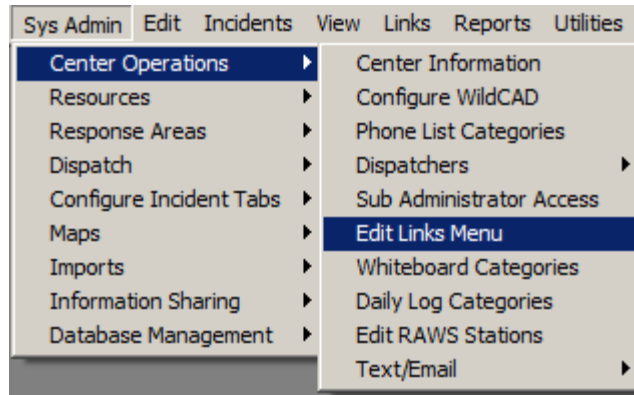 Sys Admin Edit Incidents View Links Reports Utilities
Center Operations
Resources
Response Areas
Dispatch
Configure Incident Tabs
Maps
Imports
Information Sharing
Database Management
Center Information
Configure WildCAD
Phone List Categories
Dispatchers
Sub Administrator Access
Edit Links Menu
Whiteboard Categories
Daily Log Categories
Edit RAWS Stations
Text/Email